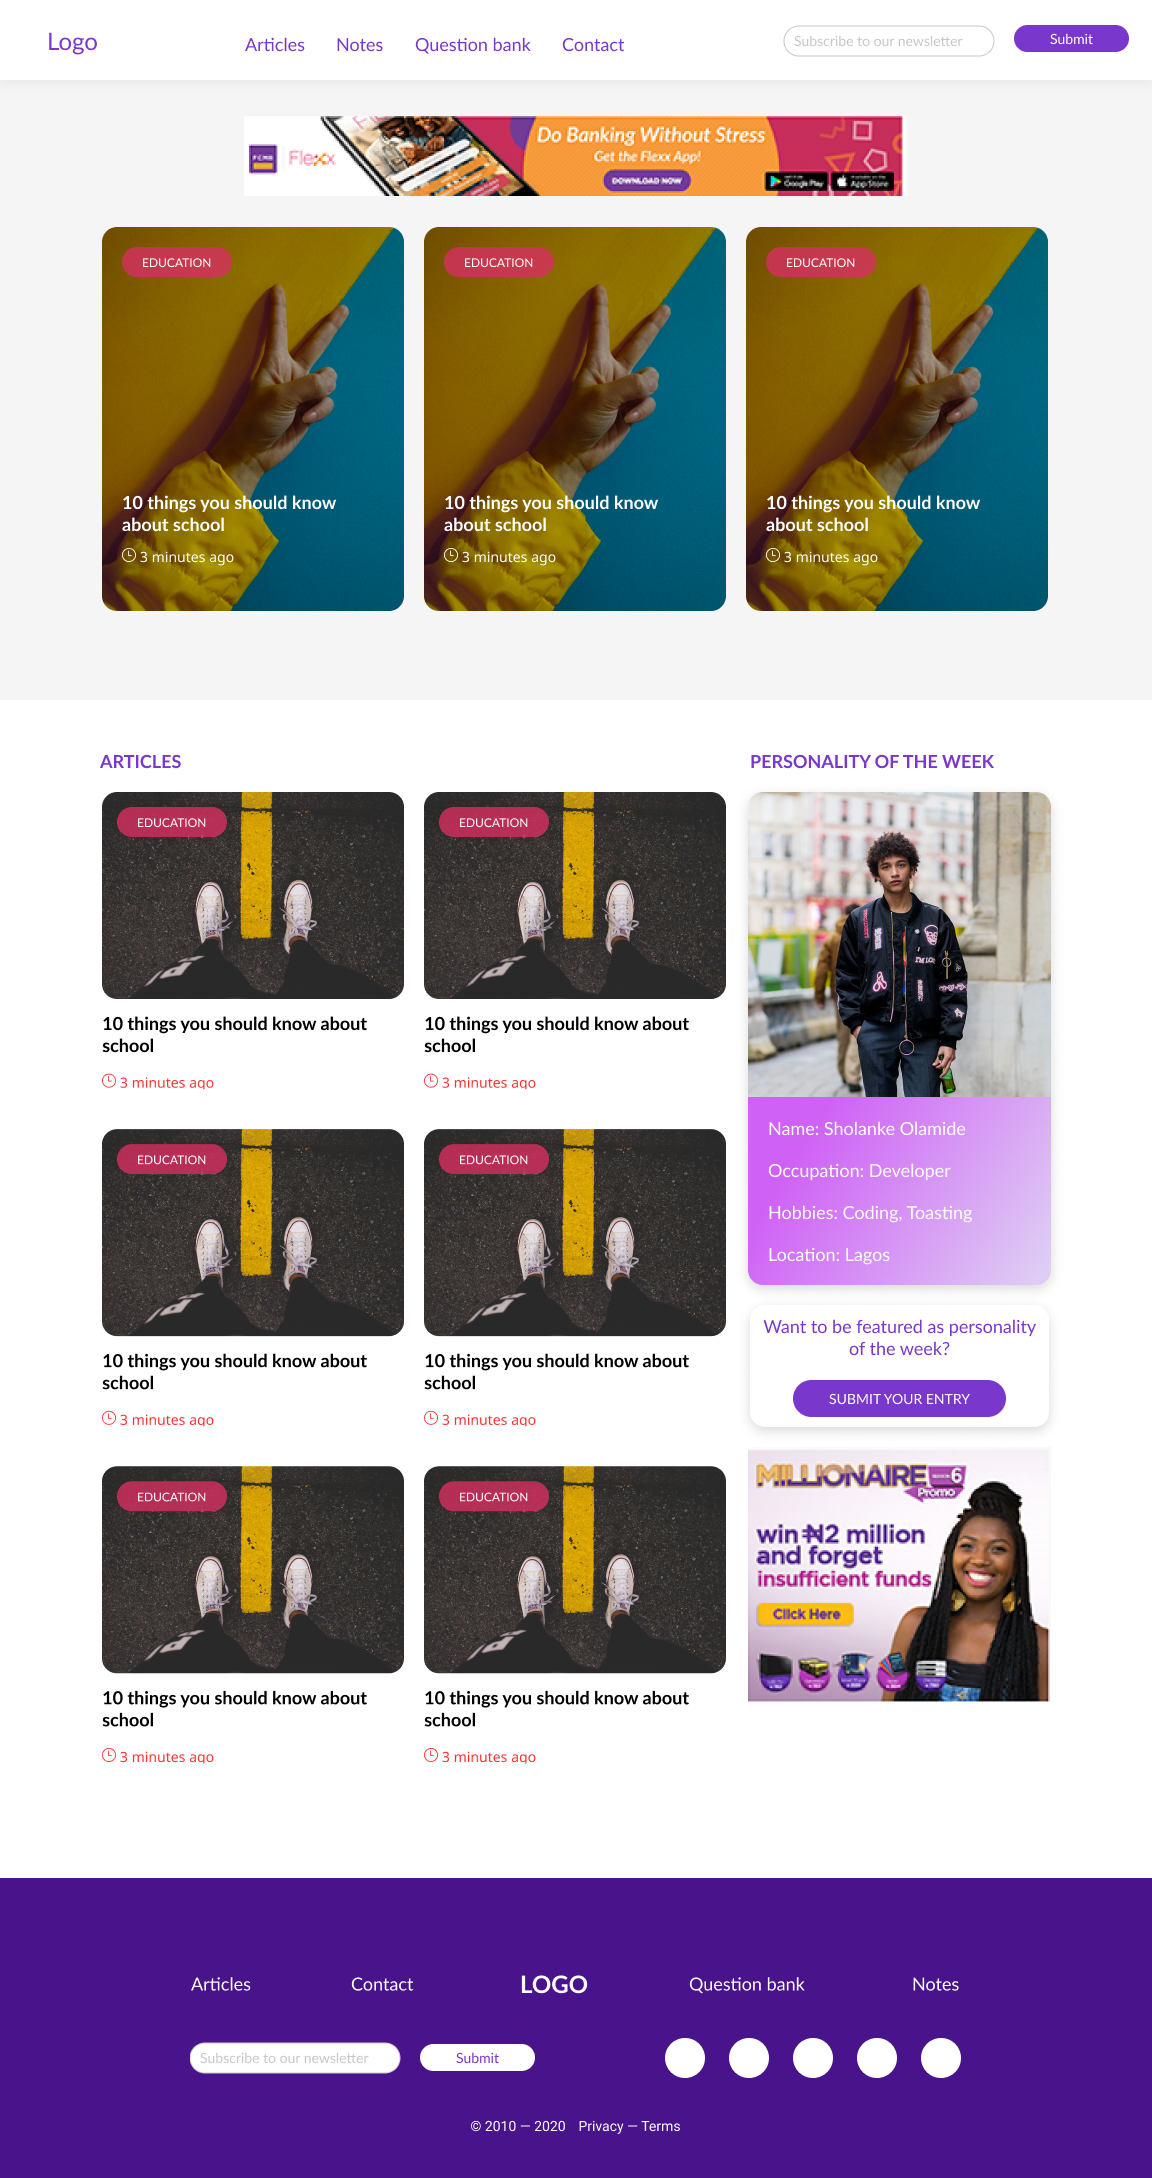 Logo
Articles
Notes
Question bank
Contact
Subscribe to our newsletter
Submit
FCMB
Flexx
Do Banking Without Stress
Get the Flexx App!
DOWNLOAD NOW
Google Play
App Store
EDUCATION
10 things you should know
about school
3 minutes ago
EDUCATION
10 things you should know
about school
3 minutes ago
EDUCATION
10 things you should know
about school
3 minutes ago
ARTICLES
EDUCATION
10 things you should know about
school
3 minutes ago
EDUCATION
10 things you should know about
school
3 minutes ago
EDUCATION
10 things you should know about
school
3 minutes ago
EDUCATION
10 things you should know about
school
3 minutes ago
EDUCATION
10 things you should know about
school
3 minutes ago
EDUCATION
10 things you should know about
school
3 minutes ago
PERSONALITY OF THE WEEK
I'M LOS
Name: Sholanke Olamide
Occupation: Developer
Hobbies: Coding, Toasting
Location: Lagos
Want to be featured as personality
of the week?
SUBMIT YOUR ENTRY
MILLIONAIRE
SEASON 6
Promo
win ₦2 million
and forget
insufficient funds
Click Here
Articles
Contact
LOGO
Question bank
Notes
Subscribe to our newsletter
Submit
© 2010 — 2020 Privacy — Terms